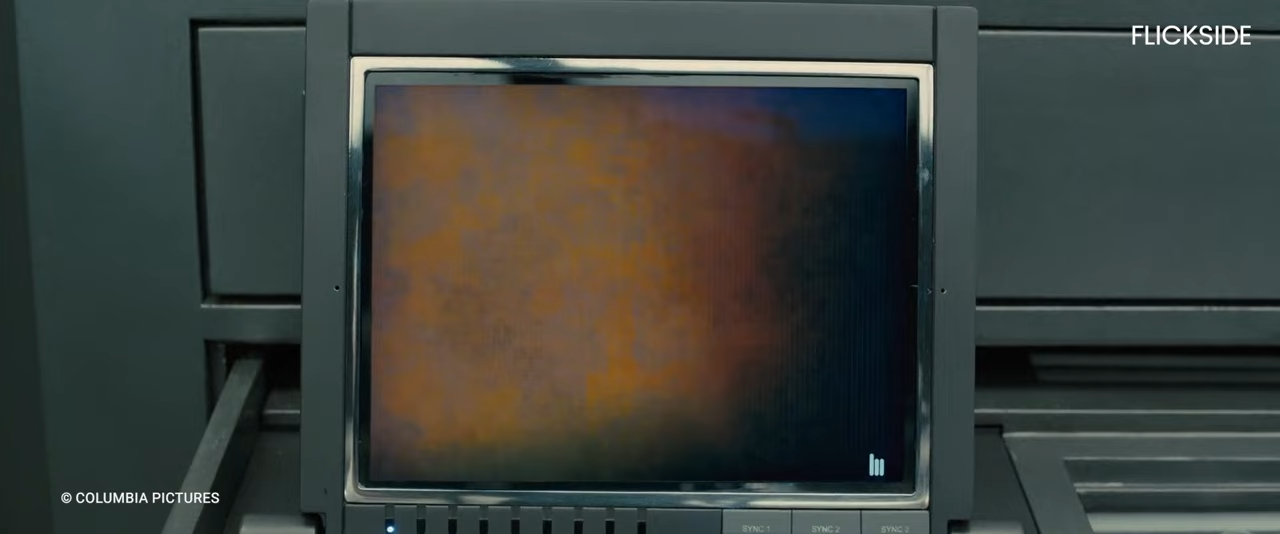 FLICKSIDE
© COLUMBIA PICTURES
SYNC 1
SYNC 2
SYNC 2